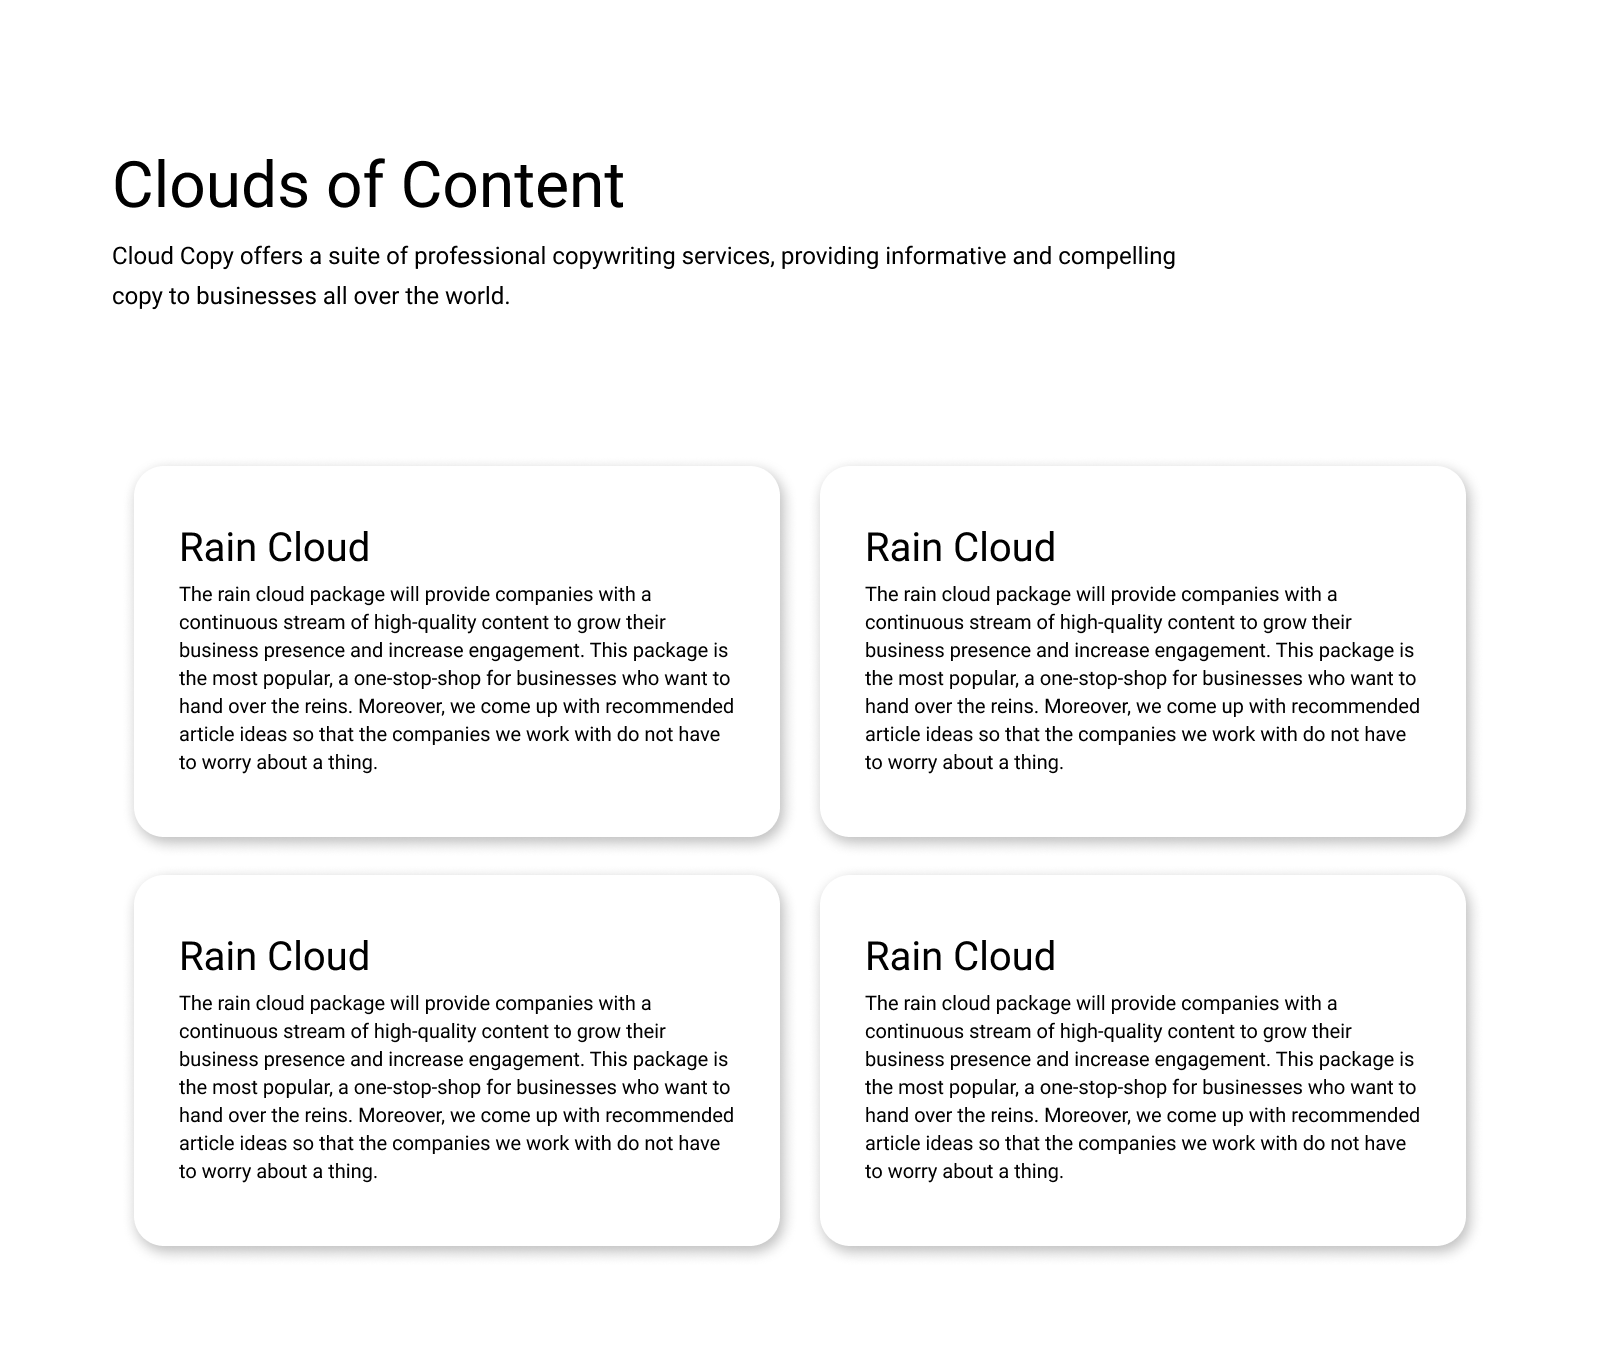 Clouds of Content
Cloud Copy offers a suite of professional copywriting services, providing informative and compelling
copy to businesses all over the world.
Rain Cloud
The rain cloud package will provide companies with a
continuous stream of high-quality content to grow their
business presence and increase engagement. This package is
the most popular, a one-stop-shop for businesses who want to
hand over the reins. Moreover, we come up with recommended
article ideas so that the companies we work with do not have
to worry about a thing.
Rain Cloud
The rain cloud package will provide companies with a
continuous stream of high-quality content to grow their
business presence and increase engagement. This package is
the most popular, a one-stop-shop for businesses who want to
hand over the reins. Moreover, we come up with recommended
article ideas so that the companies we work with do not have
to worry about a thing.
Rain Cloud
The rain cloud package will provide companies with a
continuous stream of high-quality content to grow their
business presence and increase engagement. This package is
the most popular, a one-stop-shop for businesses who want to
hand over the reins. Moreover, we come up with recommended
article ideas so that the companies we work with do not have
to worry about a thing.
Rain Cloud
The rain cloud package will provide companies with a
continuous stream of high-quality content to grow their
business presence and increase engagement. This package is
the most popular, a one-stop-shop for businesses who want to
hand over the reins. Moreover, we come up with recommended
article ideas so that the companies we work with do not have
to worry about a thing.